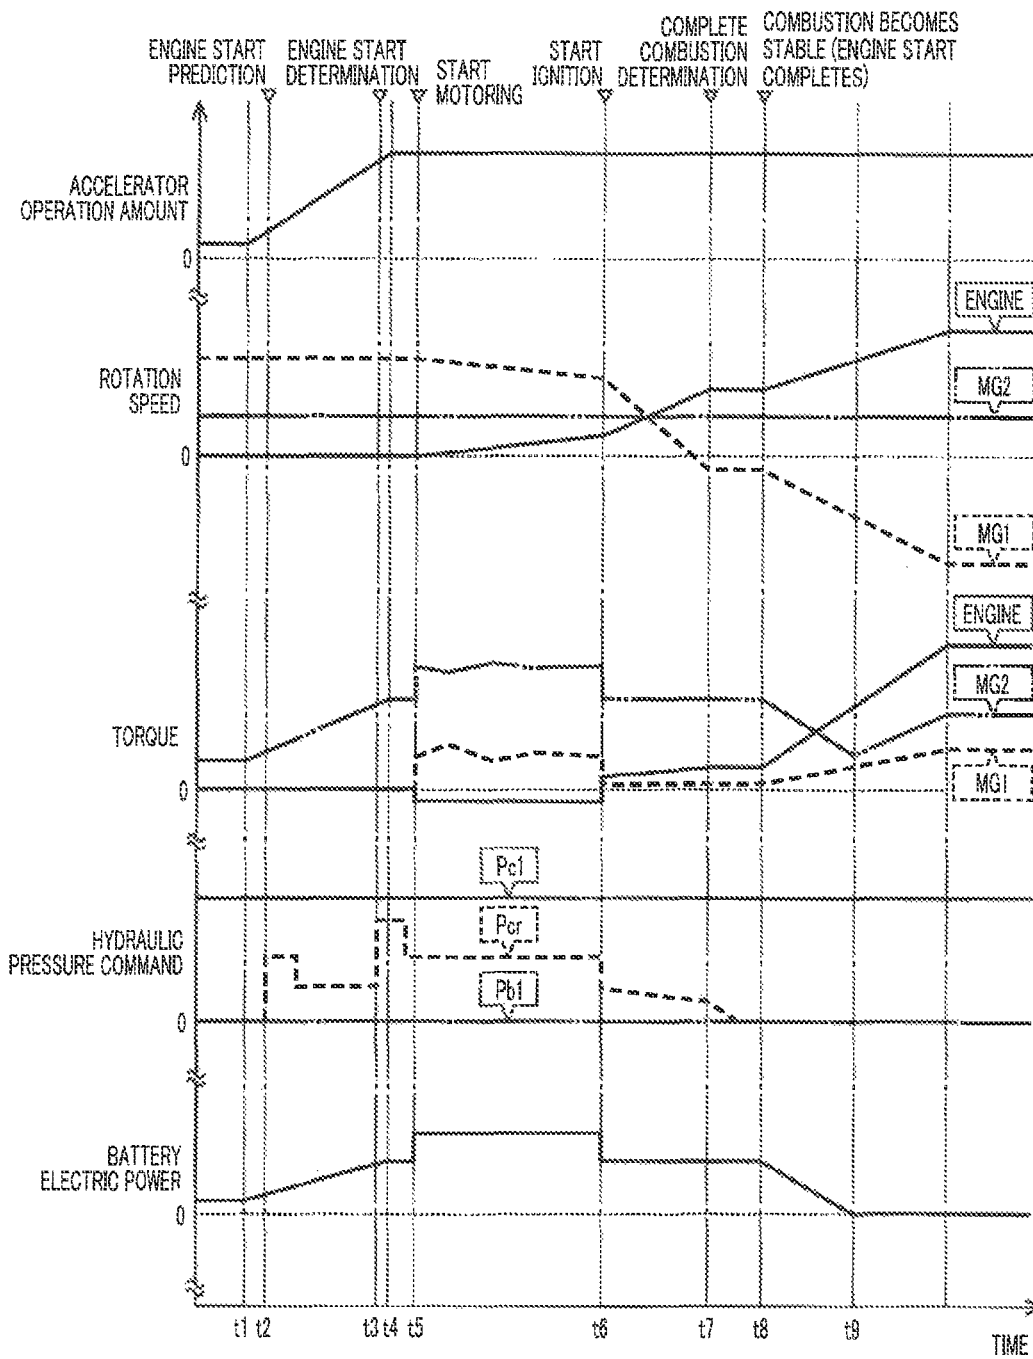 ENGINE START
PREDICTION
ENGINE START
DETERMINATION
START
MOTORING
START
IGNITION
COMPLETE
COMBUSTION
DETERMINATION
COMBUSTION BECOMES
STABLE (ENGINE START
COMPLETES)
ACCELERATOR
OPERATION AMOUNT
0
ENGINE
ROTATION
SPEED
MG2
0
MG1
ENGINE
MG2
TORQUE
0
MG1
Pc1
Pcr
HYDRAULIC
PRESSURE COMMAND
Pb1
0
BATTERY
ELECTRIC POWER
0
t1 t2 t3 t4 t5 t6 t7 t8 t9
TIME